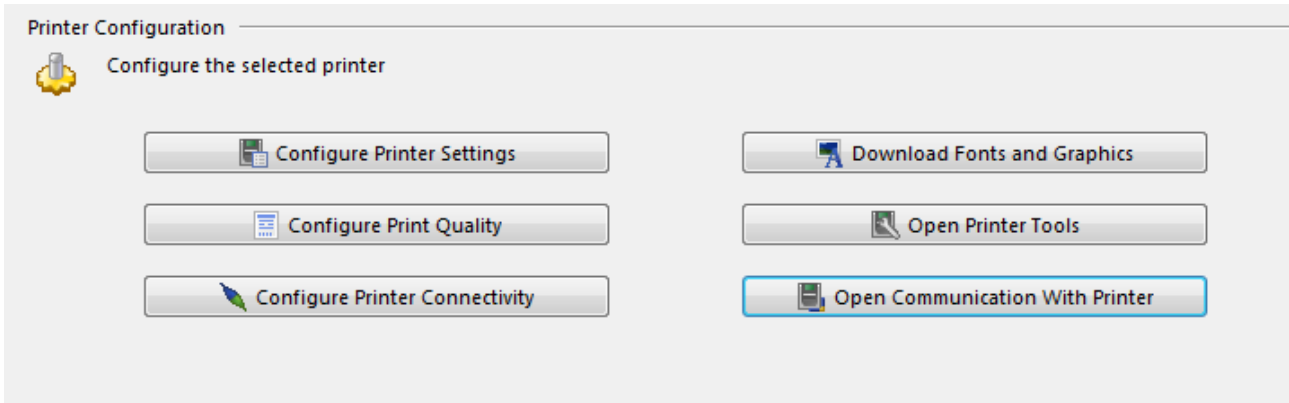 Printer Configuration
Configure the selected printer
Configure Printer Settings
Download Fonts and Graphics
Configure Print Quality
Open Printer Tools
Configure Printer Connectivity
Open Communication With Printer